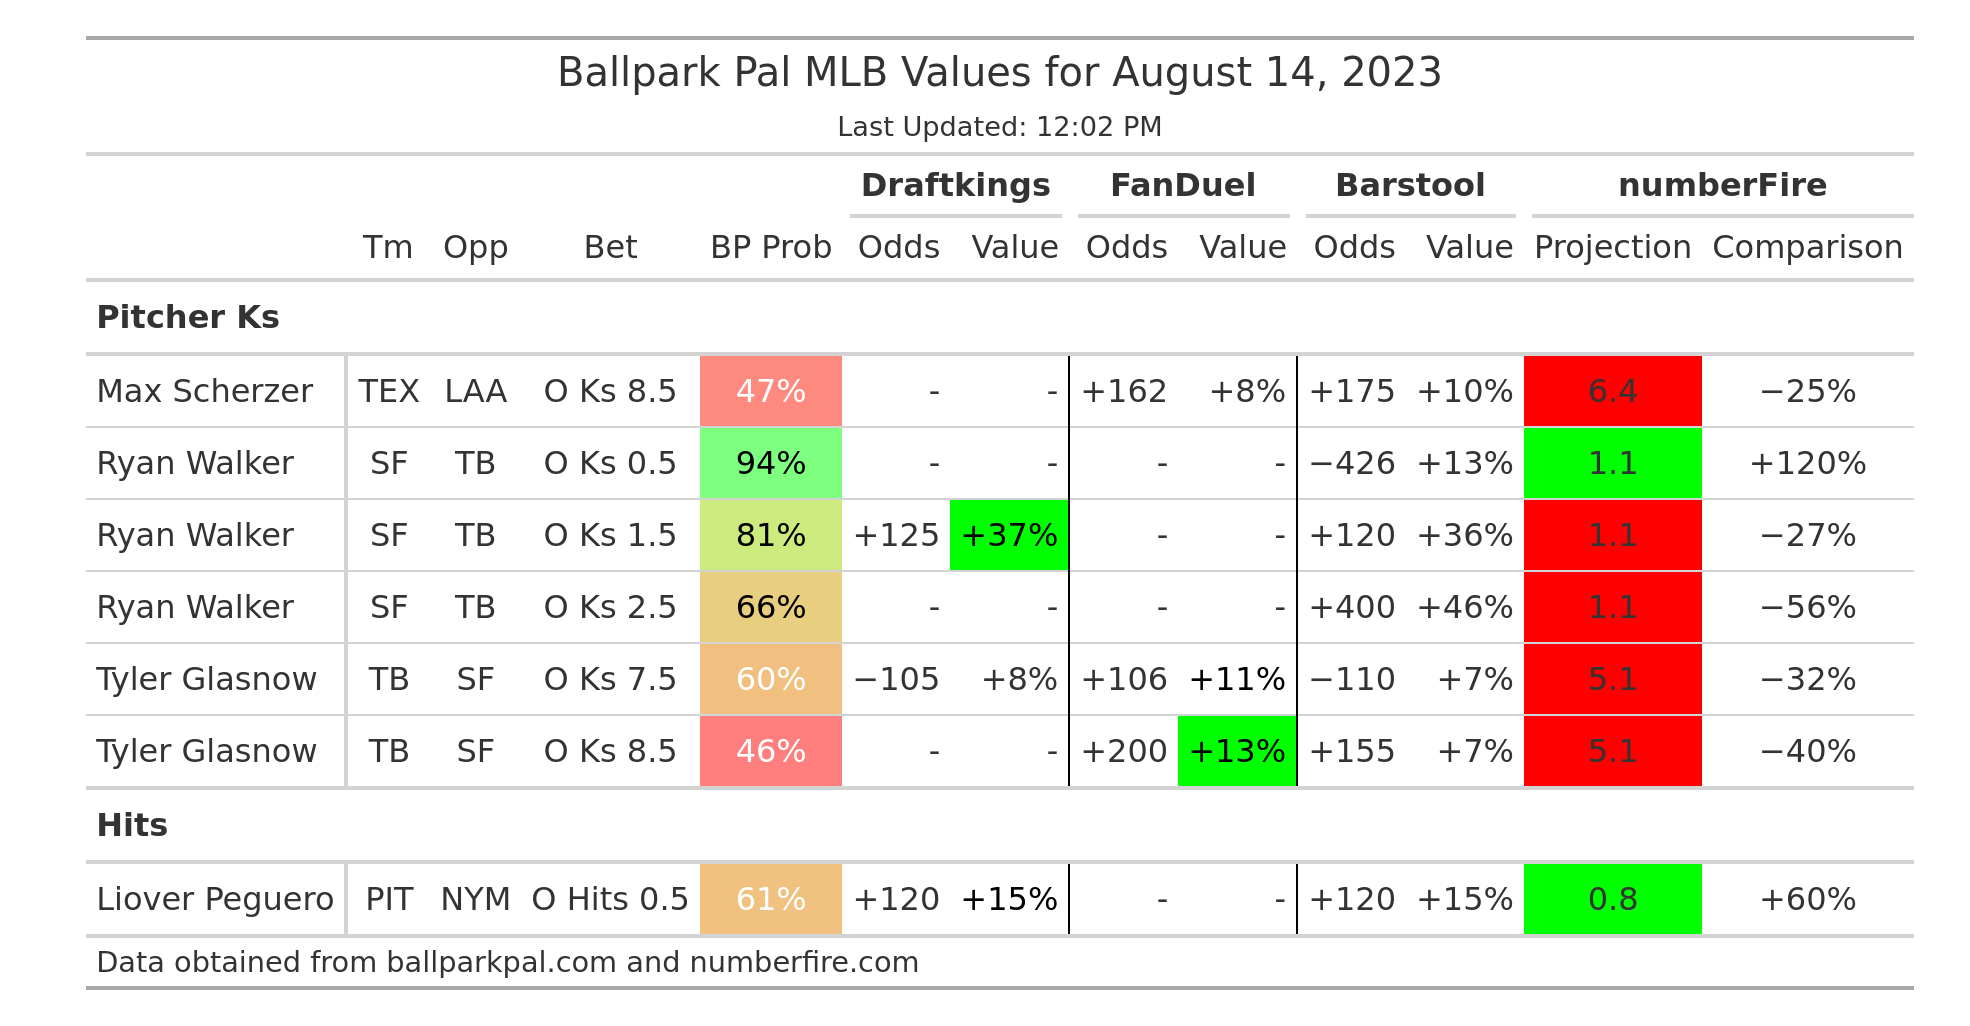 Ballpark Pal MLB Values for August 14, 2023
Last Updated: 12:02 PM
Draftkings FanDuel Barstool numberFire
Tm Opp Bet BP Prob Odds Value Odds Value Odds Value Projection Comparison
Pitcher Ks
Max Scherzer TEX LAA O Ks 8.5 47% - - +162 +8% +175 +10% 6.4 −25%
Ryan Walker SF TB O Ks 0.5 94% - - - - −426 +13% 1.1 +120%
Ryan Walker SF TB O Ks 1.5 81% +125 +37% - - +120 +36% 1.1 −27%
Ryan Walker SF TB O Ks 2.5 66% - - - - +400 +46% 1.1 −56%
Tyler Glasnow TB SF O Ks 7.5 60% −105 +8% +106 +11% −110 +7% 5.1 −32%
Tyler Glasnow TB SF O Ks 8.5 46% - - +200 +13% +155 +7% 5.1 −40%
Hits
Liover Peguero PIT NYM O Hits 0.5 61% +120 +15% - - +120 +15% 0.8 +60%
Data obtained from ballparkpal.com and numberfire.com